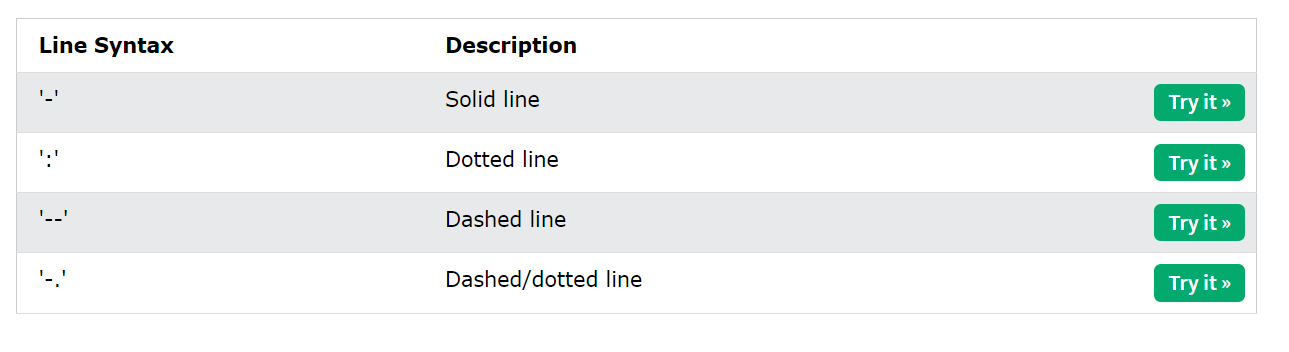 Line Syntax Description
'-' Solid line Try it »
':' Dotted line Try it »
'--' Dashed line Try it »
'-.' Dashed/dotted line Try it »